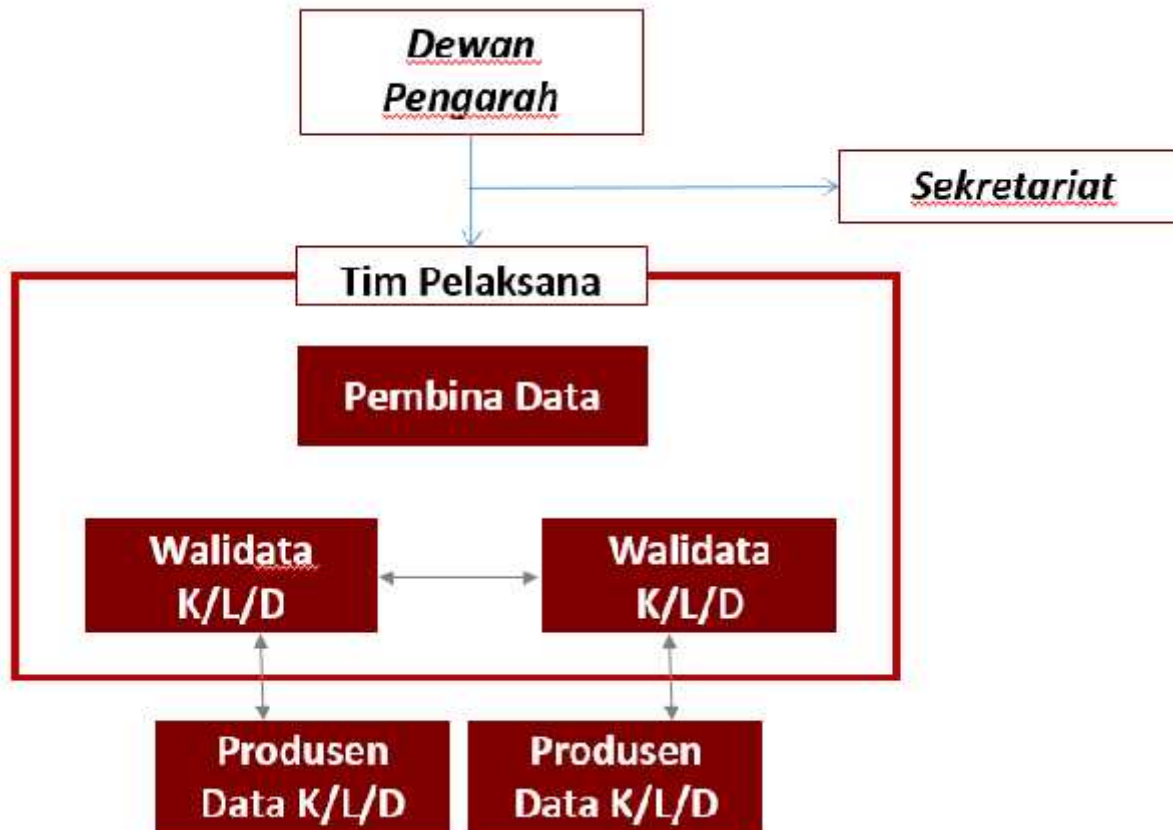 Dewan
Pengarah
Sekretariat
Tim Pelaksana
Pembina Data
Walidata
K/L/D
Walidata
K/L/D
Produsen
Data K/L/D
Produsen
Data K/L/D